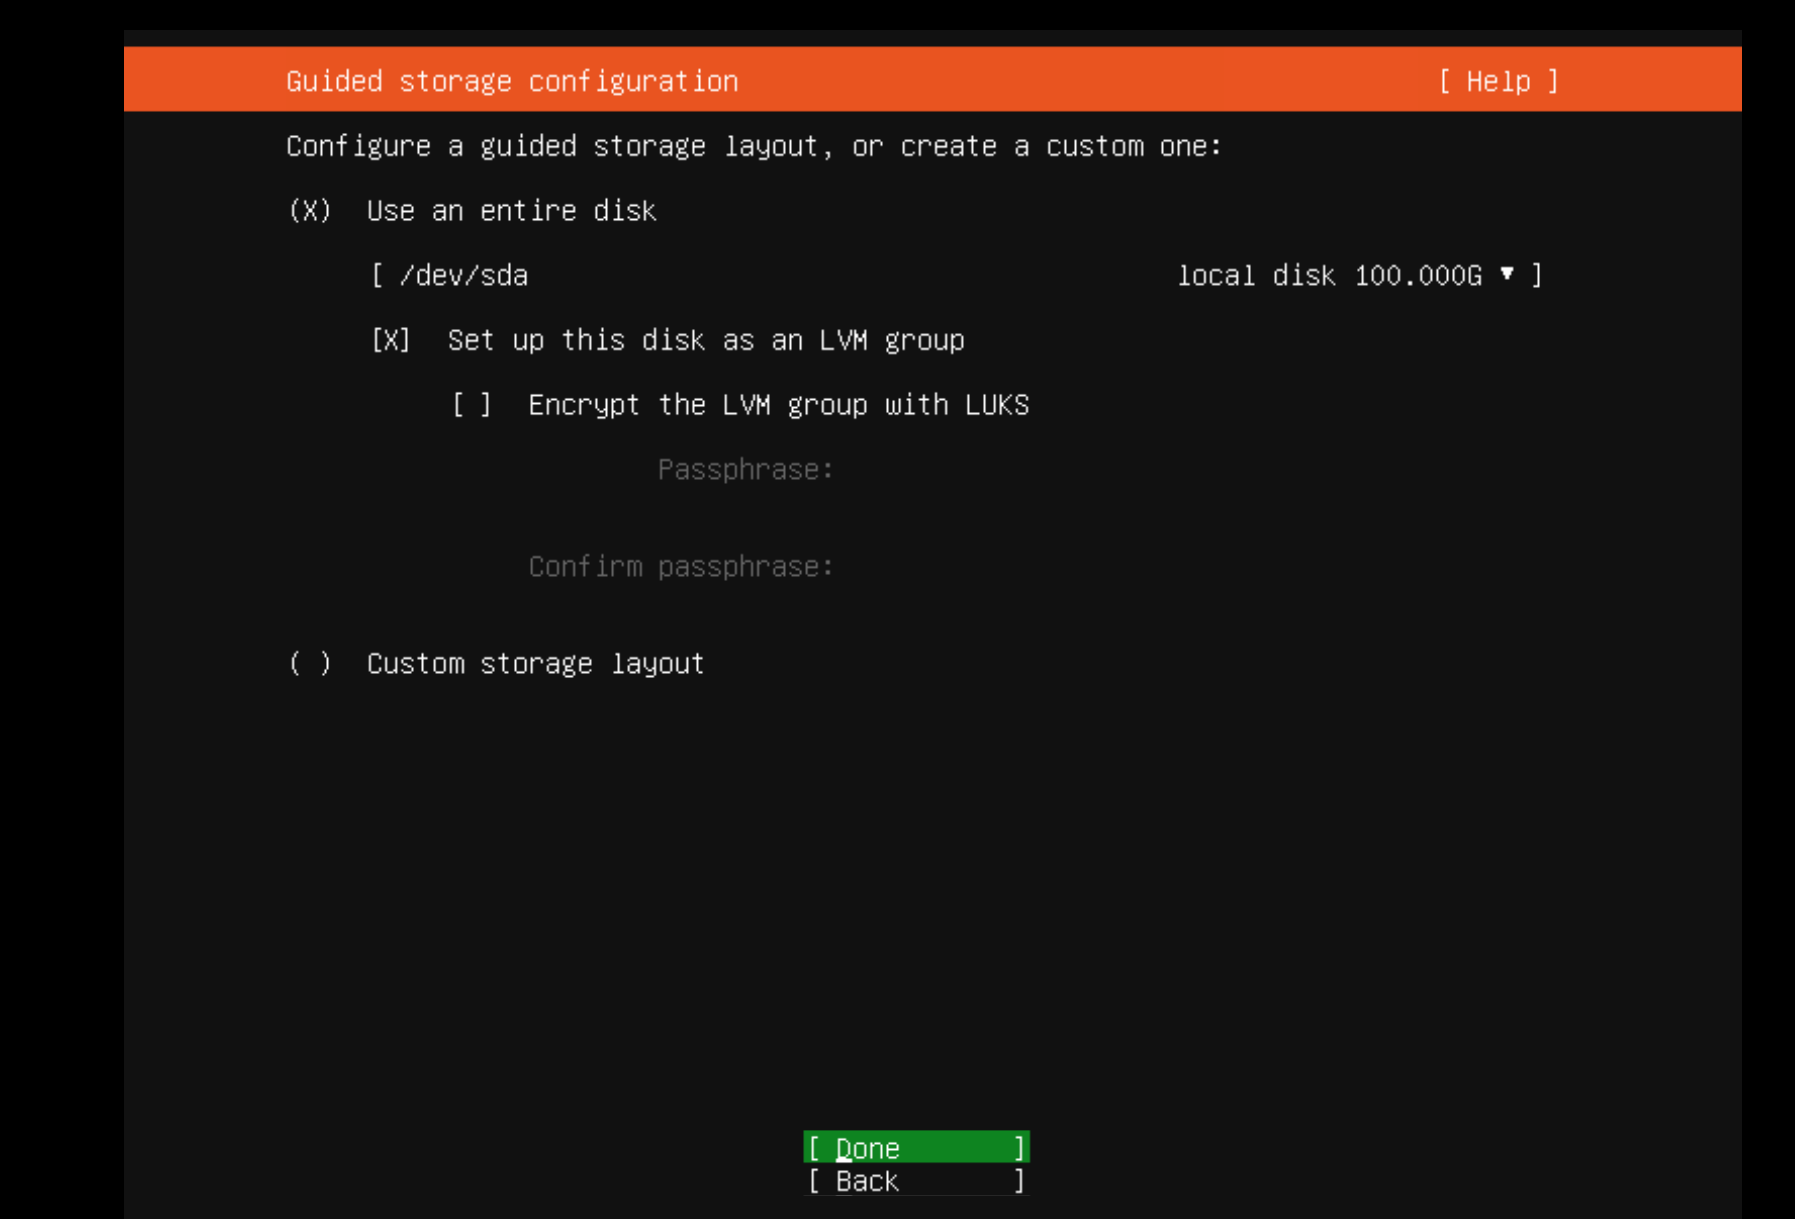 Guided storage configuration [ Help ]
Configure a guided storage layout, or create a custom one:
(X) Use an entire disk
[ /dev/sda local disk 100.000G ▾ ]
[X] Set up this disk as an LVM group
[ ] Encrypt the LVM group with LUKS
Passphrase:
Confirm passphrase:
( ) Custom storage layout
[ Done ]
[ Back ]